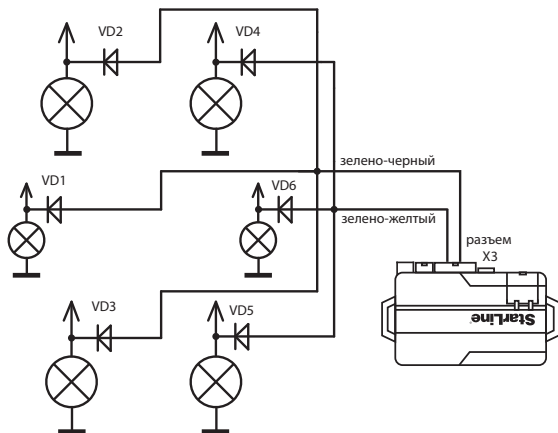 VD2
VD4
зелено-черный
VD1
VD6
зелено-желтый
разъем
X3
VD3
VD5
StarLine